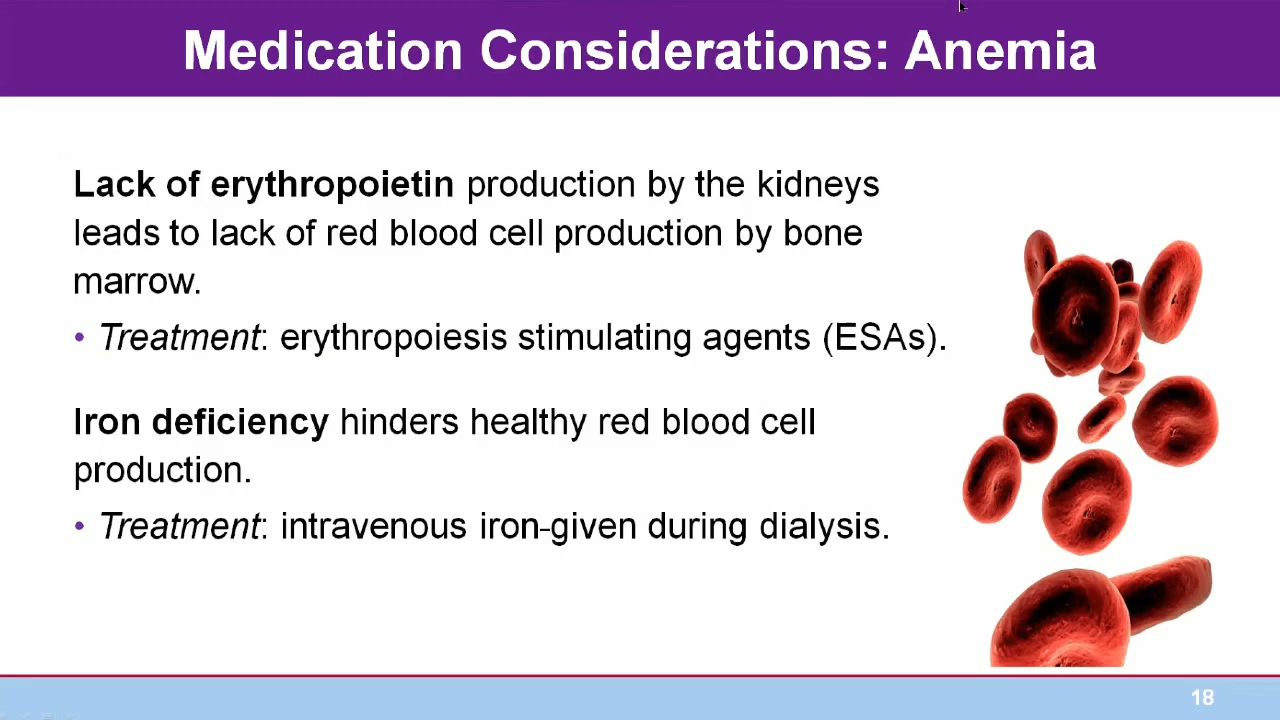 Medication Considerations: Anemia
Lack of erythropoietin production by the kidneys
leads to lack of red blood cell production by bone
marrow.
• Treatment: erythropoiesis stimulating agents (ESAs).
Iron deficiency hinders healthy red blood cell
production.
• Treatment: intravenous iron-given during dialysis.
18